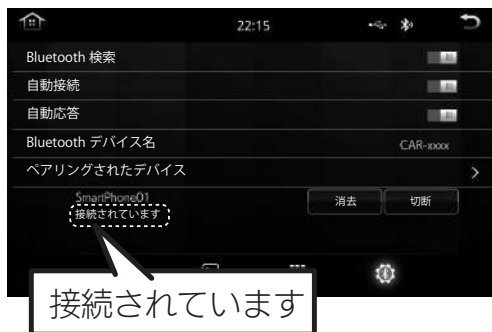 22:15
Bluetooth 検索
自動接続
自動応答
Bluetooth デバイス名 CAR-xxxx
ペアリングされたデバイス
SmartPhone01 消去 切断
接続されています
接続されています